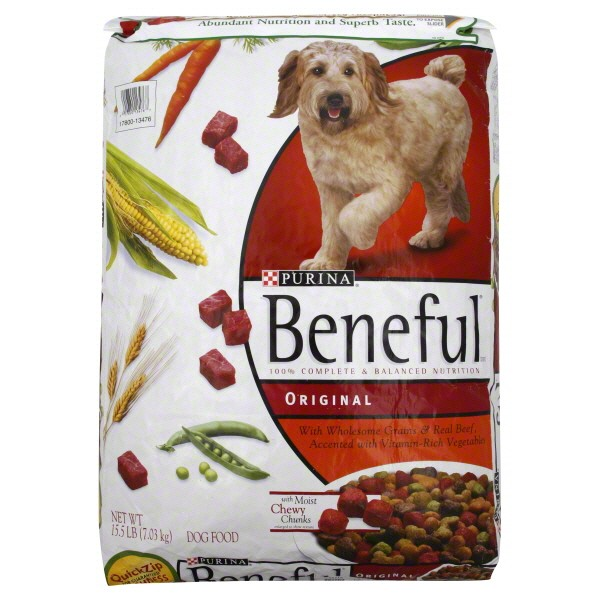 Abundant Nutrition and Superb Taste.
17800-13476
PURINA
Beneful
100% COMPLETE & BALANCED NUTRITION
ORIGINAL
With Wholesome Grains & Real Beef,
Accented with Vitamin-Rich Vegetables
with Moist
Chewy
Chunks
NET WT.
15.5 LB (7.03 kg)
DOG FOOD
PURINA
Beneful
ORIGINAL
QuickZip